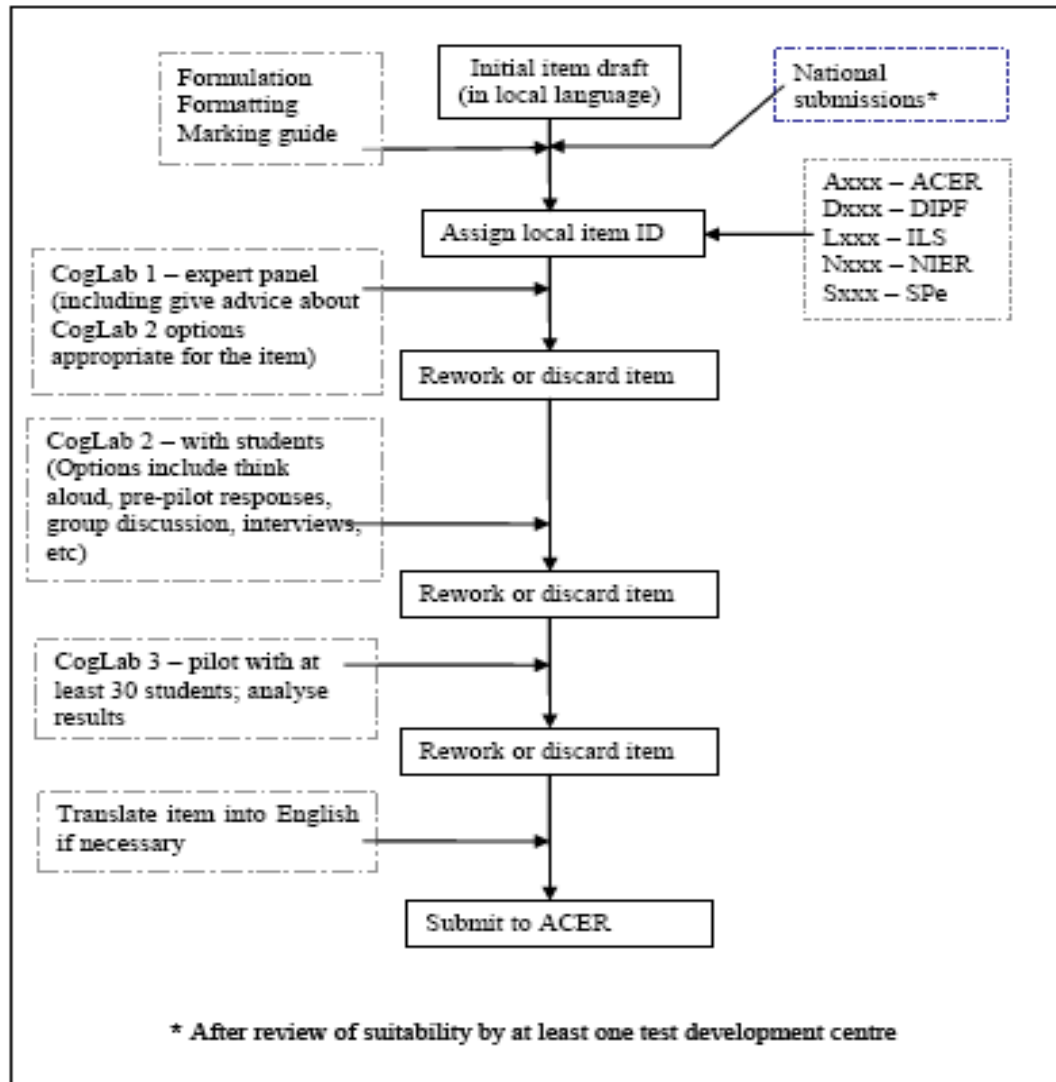 Initial item draft
(in local language)
Formulation
Formatting
Marking guide
National
submissions*
Axxx – ACER
Dxxx – DIPF
Lxxx – ILS
Nxxx – NIER
Sxxx – SPe
Assign local item ID
CogLab 1 – expert panel
(including give advice about
CogLab 2 options
appropriate for the item)
Rework or discard item
CogLab 2 – with students
(Options include think
aloud, pre-pilot responses,
group discussion, interviews,
etc)
Rework or discard item
CogLab 3 – pilot with at
least 30 students; analyse
results
Rework or discard item
Translate item into English
if necessary
Submit to ACER
* After review of suitability by at least one test development centre